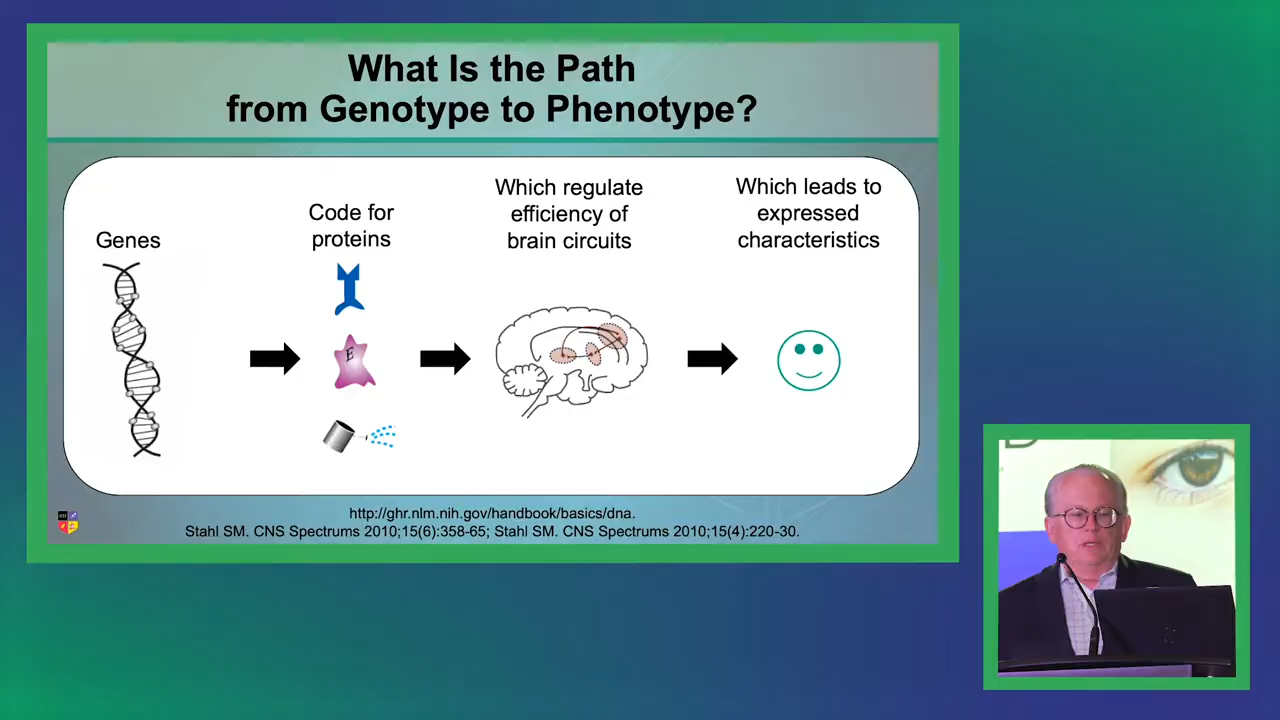 What Is the Path
from Genotype to Phenotype?
Genes
Code for
proteins
Which regulate
efficiency of
brain circuits
Which leads to
expressed
characteristics
E
http://ghr.nlm.nih.gov/handbook/basics/dna.
Stahl SM. CNS Spectrums 2010;15(6):358-65; Stahl SM. CNS Spectrums 2010;15(4):220-30.